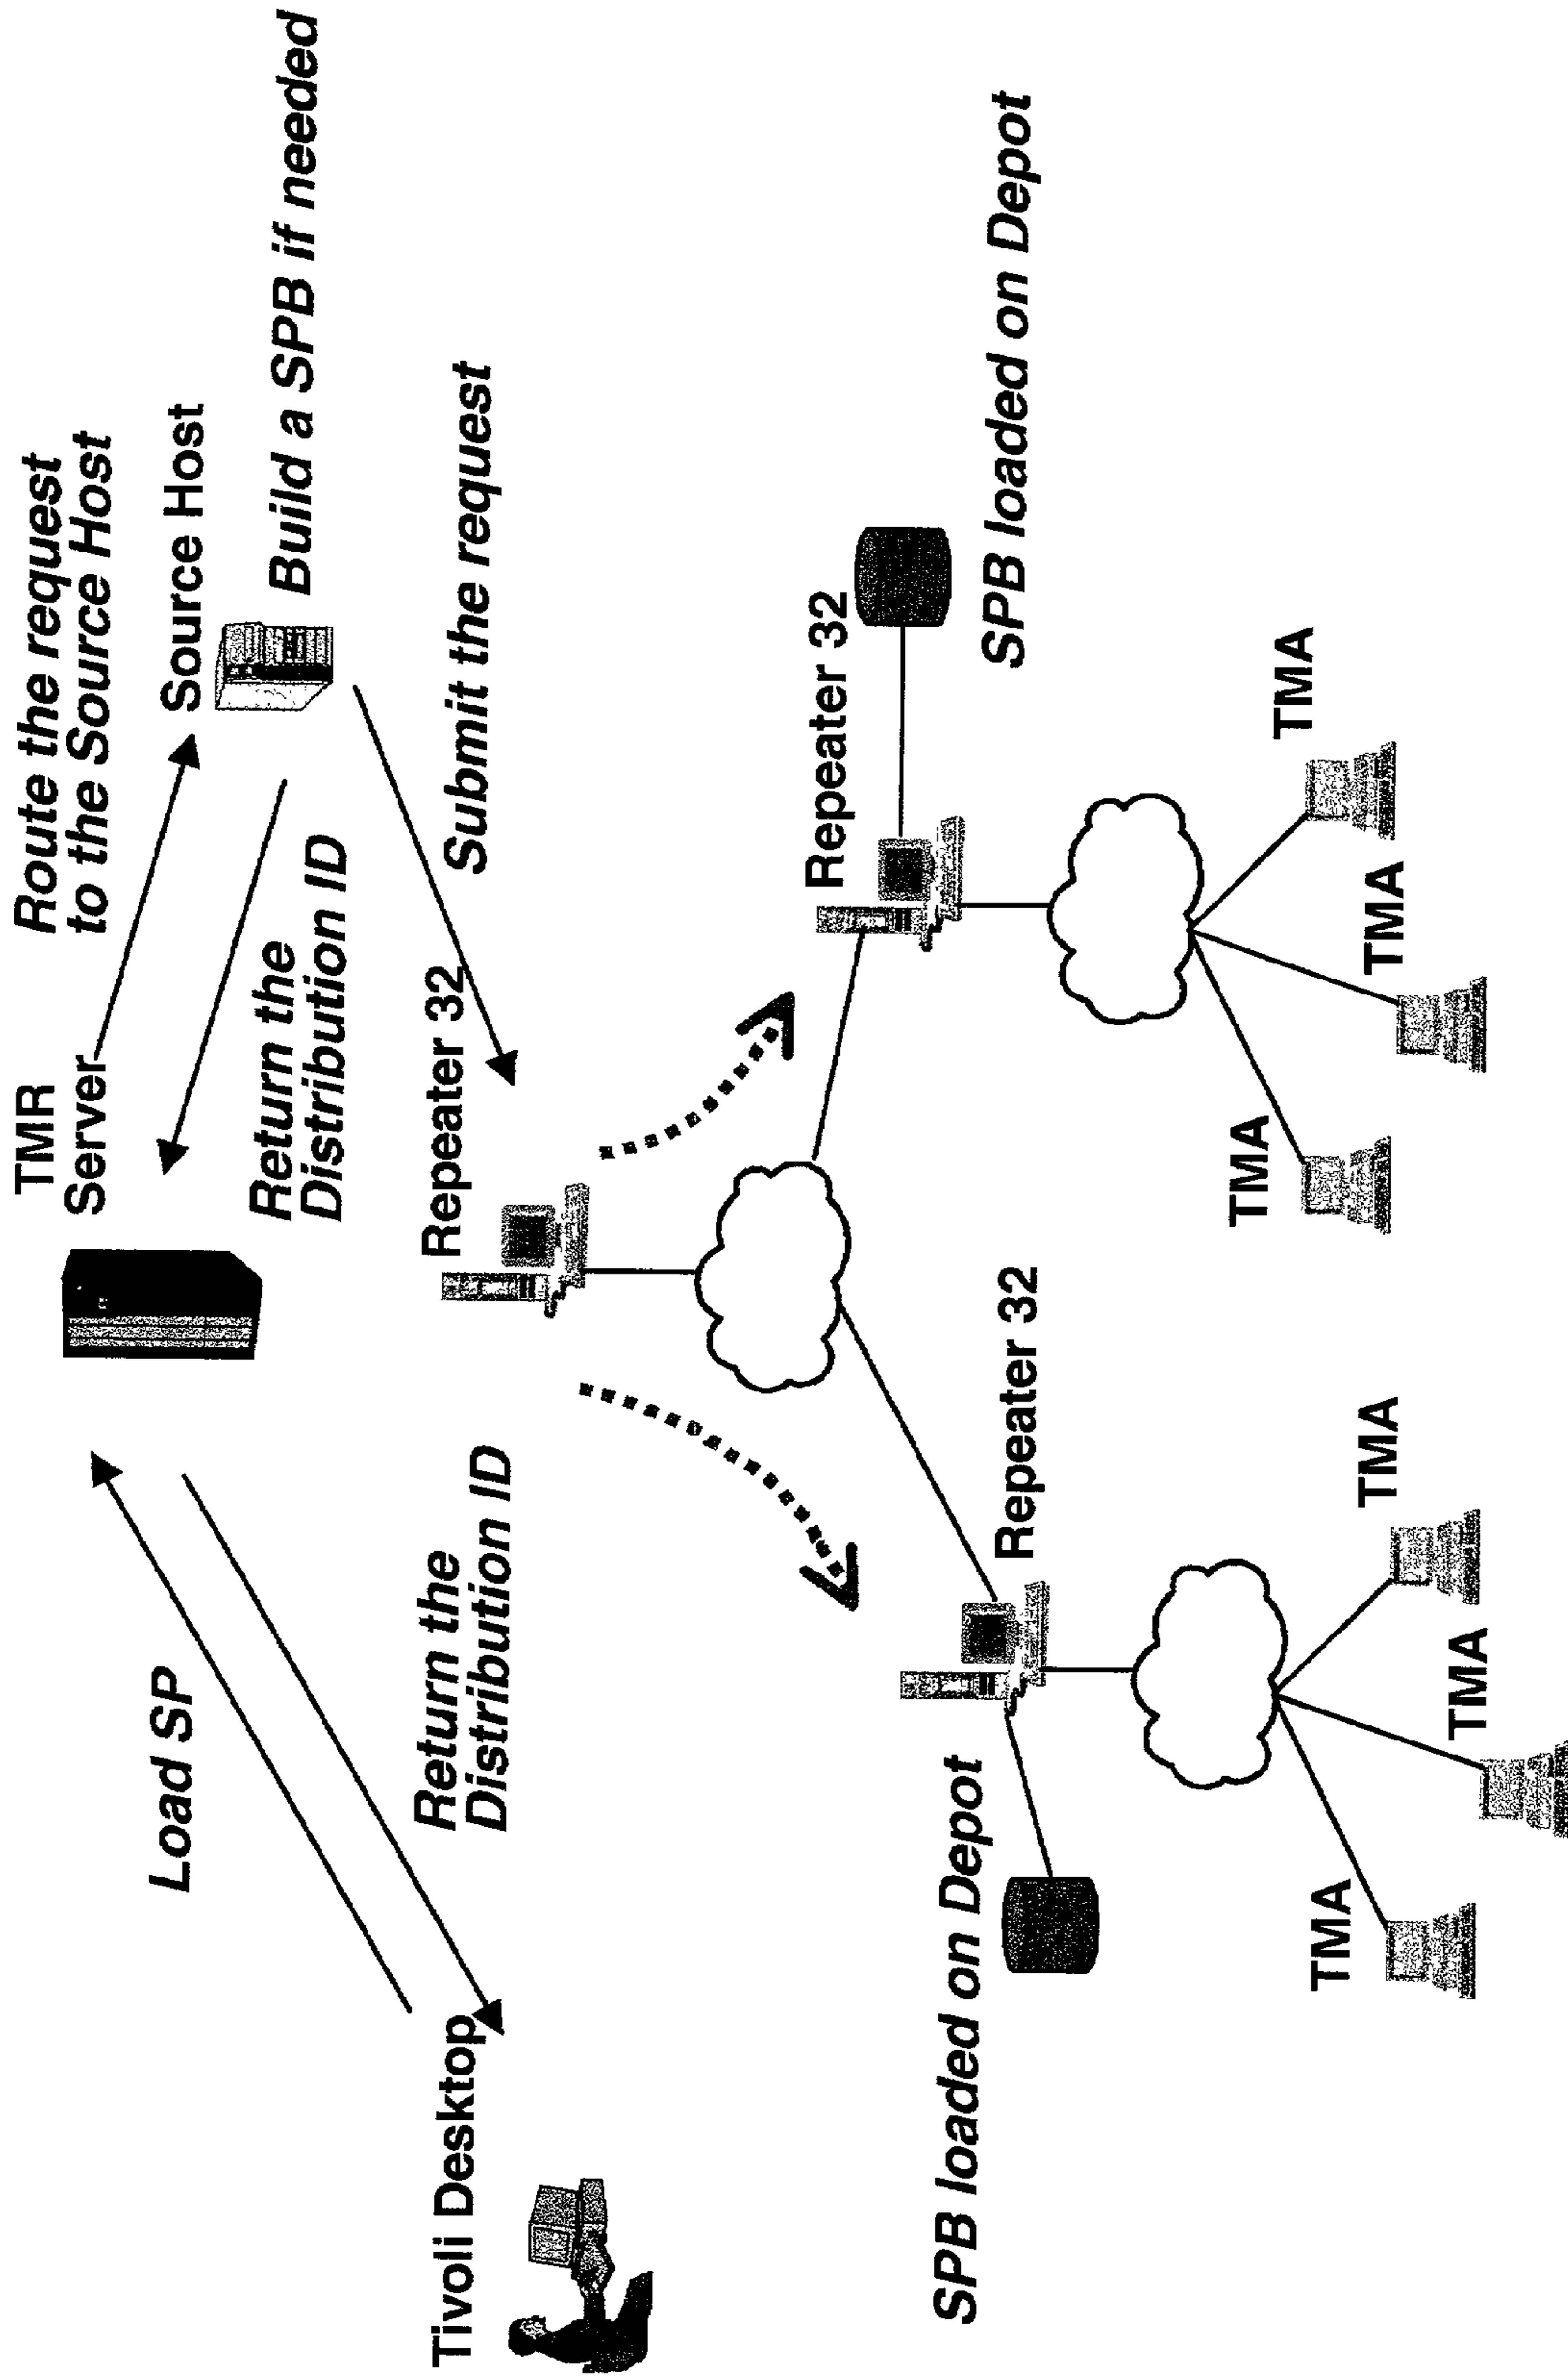 TMR
Server
Route the request
to the Source Host
Source Host
Build a SPB if needed
Load SP
Return the
Distribution ID
Submit the request
Tivoli Desktop
Return the
Distribution ID
Repeater 32
Repeater 32
SPB loaded on Depot
SPB loaded on Depot
Repeater 32
TMA
TMA
TMA
TMA
TMA
TMA